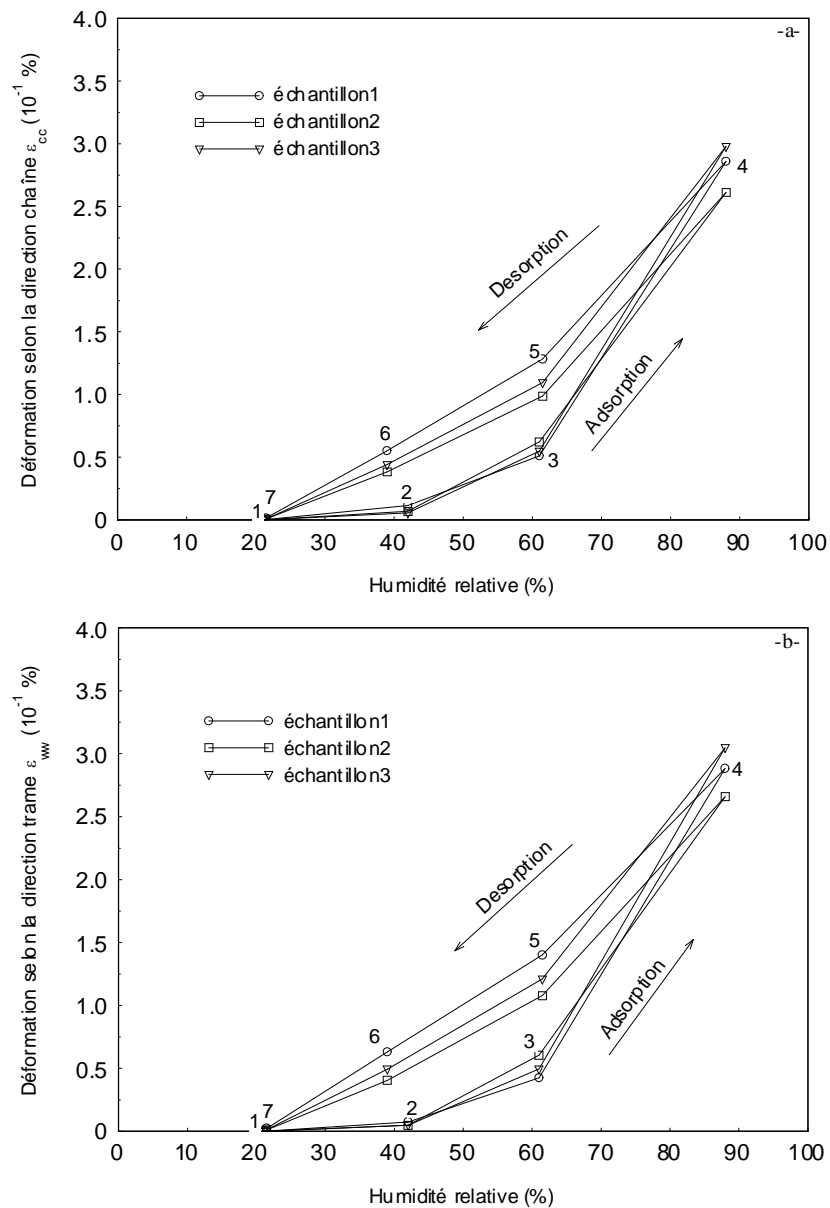 -a-
4.0
3.5
3.0
2.5
2.0
1.5
1.0
0.5
0
Déformation selon la direction chaîne ε_cc (10^-1 %)
échantillon1
échantillon2
échantillon3
Desorption
Adsorption
1
2
3
4
5
6
7
0 10 20 30 40 50 60 70 80 90 100
Humidité relative (%)
-b-
4.0
3.5
3.0
2.5
2.0
1.5
1.0
0.5
0
Déformation selon la direction trame ε_ww (10^-1 %)
échantillon1
échantillon2
échantillon3
Desorption
Adsorption
1
2
3
4
5
6
7
0 10 20 30 40 50 60 70 80 90 100
Humidité relative (%)